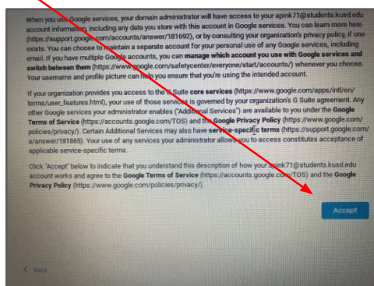 When you use Google services, your domain administrator will have access to your apink71@students.kusd.edu
account information, including any data you store with this account in Google services. You can learn more here
(https://support.google.com/accounts/answer/181692), or by consulting your organization's privacy policy, if one
exists. You can choose to maintain a separate account for your personal use of any Google services, including
email. If you have multiple Google accounts, you can manage which account you use with Google services and
switch between them (https://www.google.com/safetycenter/everyone/start/accounts/) whenever you choose.
Your username and profile picture can help you ensure that you're using the intended account.
If your organization provides you access to the G Suite core services (https://www.google.com/apps/intl/en/
terms/user_features.html), your use of those services is governed by your organization's G Suite agreement. Any
other Google services your administrator enables ("Additional Services") are available to you under the Google
Terms of Service (https://accounts.google.com/TOS) and the Google Privacy Policy (https://www.google.com/
policies/privacy/). Certain Additional Services may also have service-specific terms (https://support.google.com/
a/answer/181865). Your use of any services your administrator allows you to access constitutes acceptance of
applicable service-specific terms.
Click "Accept" below to indicate that you understand this description of how your apink71@students.kusd.edu
account works and agree to the Google Terms of Service (https://accounts.google.com/TOS) and the Google
Privacy Policy (https://www.google.com/policies/privacy/).
Accept
Back